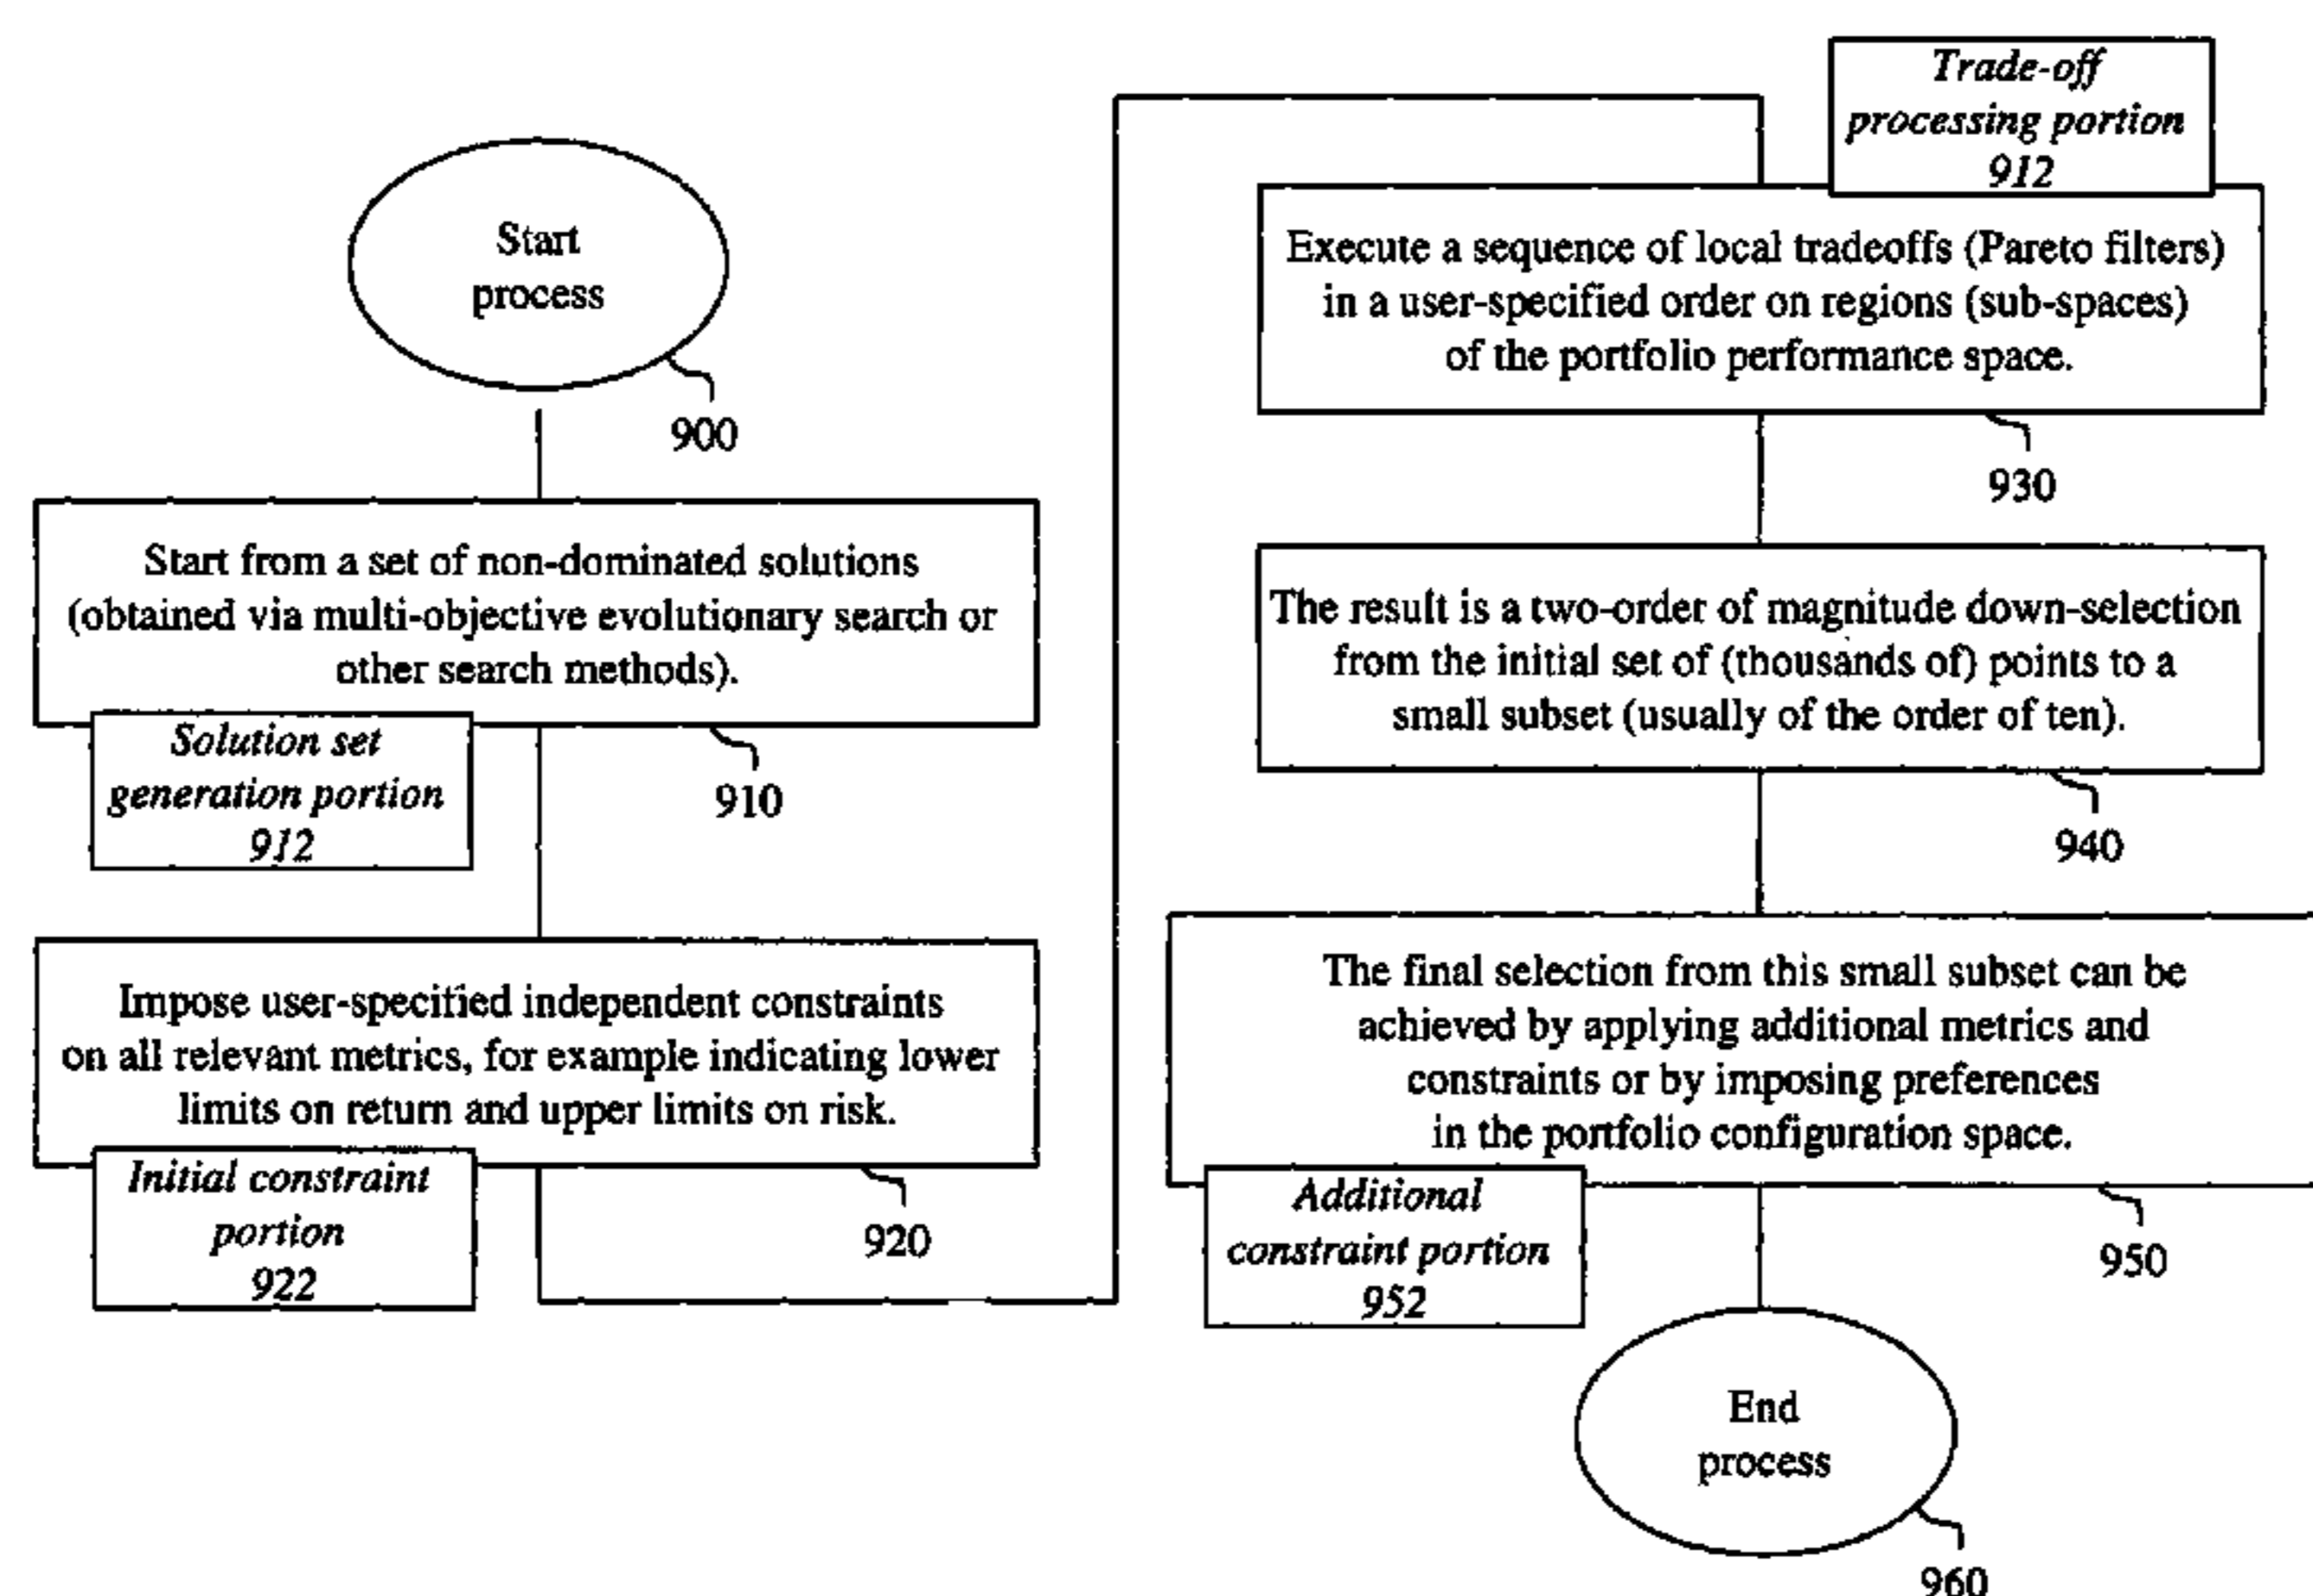 Start
process
900
Start from a set of non-dominated solutions
(obtained via multi-objective evolutionary search or
other search methods).
Solution set
generation portion
912
910
Impose user-specified independent constraints
on all relevant metrics, for example indicating lower
limits on return and upper limits on risk.
Initial constraint
portion
922
920
Trade-off
processing portion
912
Execute a sequence of local tradeoffs (Pareto filters)
in a user-specified order on regions (sub-spaces)
of the portfolio performance space.
930
The result is a two-order of magnitude down-selection
from the initial set of (thousands of) points to a
small subset (usually of the order of ten).
940
The final selection from this small subset can be
achieved by applying additional metrics and
constraints or by imposing preferences
in the portfolio configuration space.
Additional
constraint portion
952
950
End
process
960